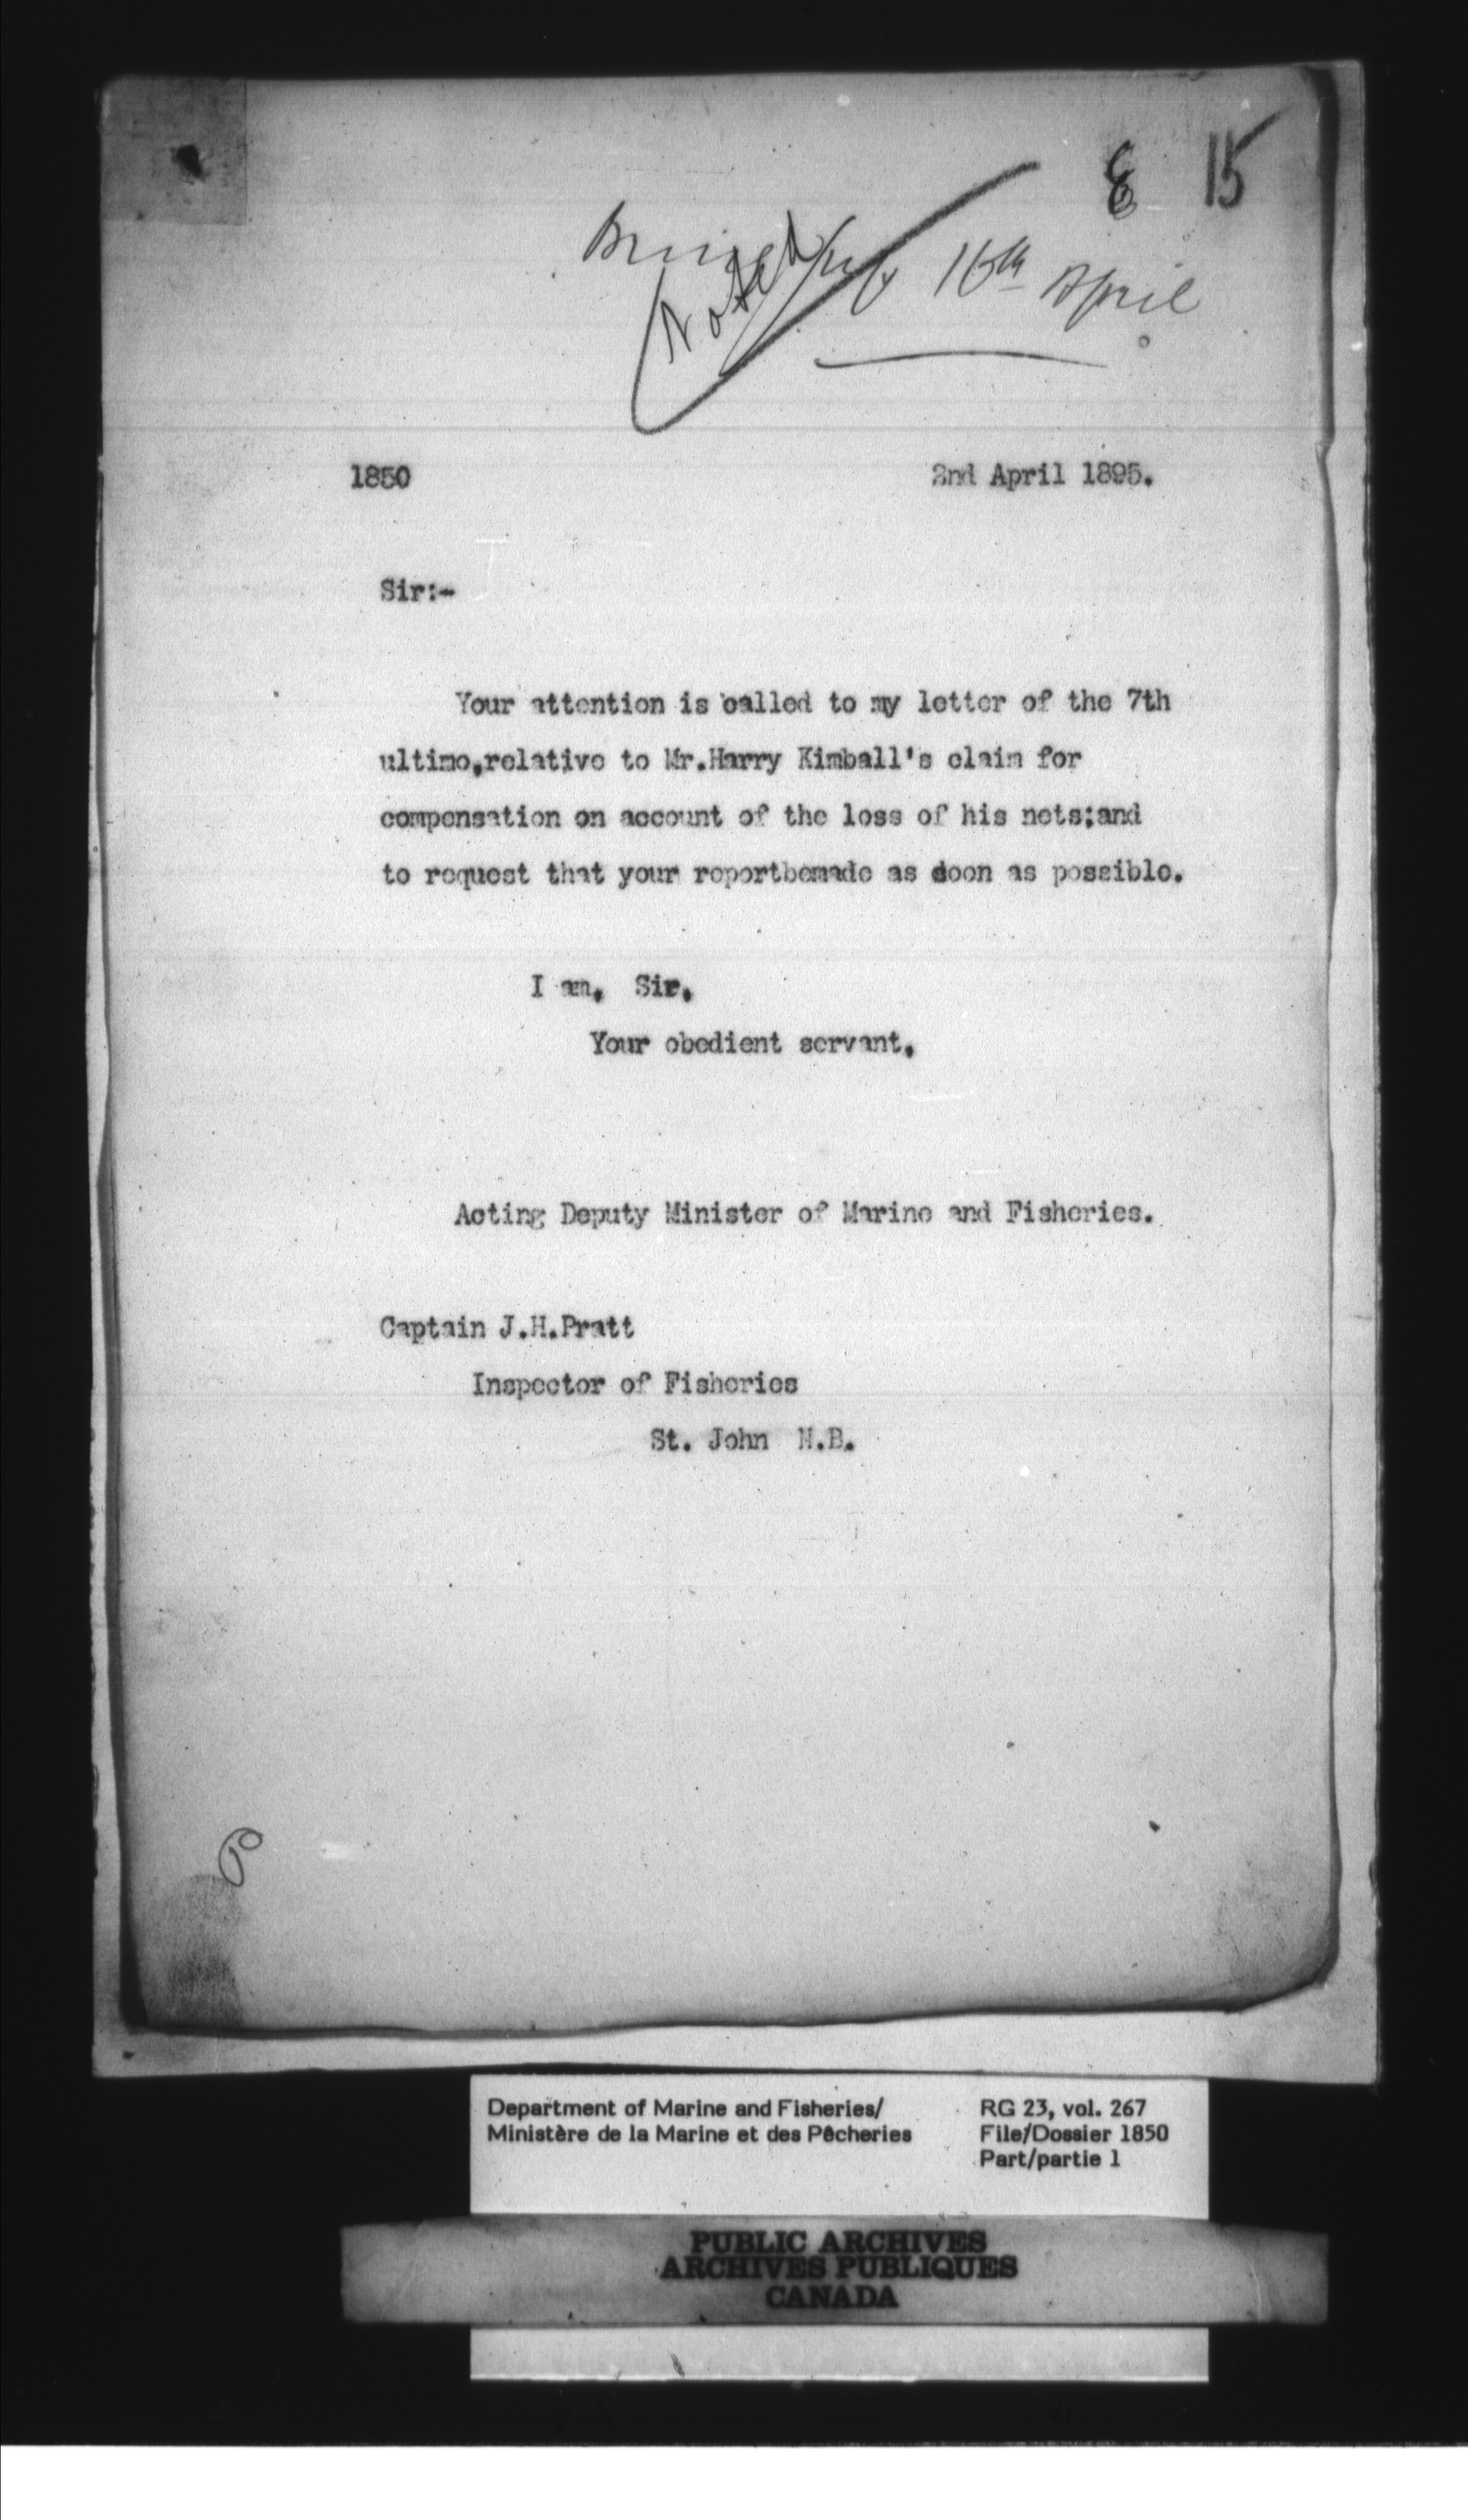 E 15
Bring up 16th April
Noted
1850 2nd April 1895.
Sir:-
Your attention is called to my letter of the 7th
ultimo,relative to Mr.Harry Kimball's claim for
compensation on account of the loss of his nets;and
to request that your reportbemade as soon as possible.
I am, Sir,
Your obedient servant,
Acting Deputy Minister of Marine and Fisheries.
Captain J.H.Pratt
Inspector of Fisheries
St. John N.B.
Department of Marine and Fisheries/
Ministère de la Marine et des Pêcheries
RG 23, vol. 267
File/Dossier 1850
Part/partie 1
PUBLIC ARCHIVES
ARCHIVES PUBLIQUES
CANADA